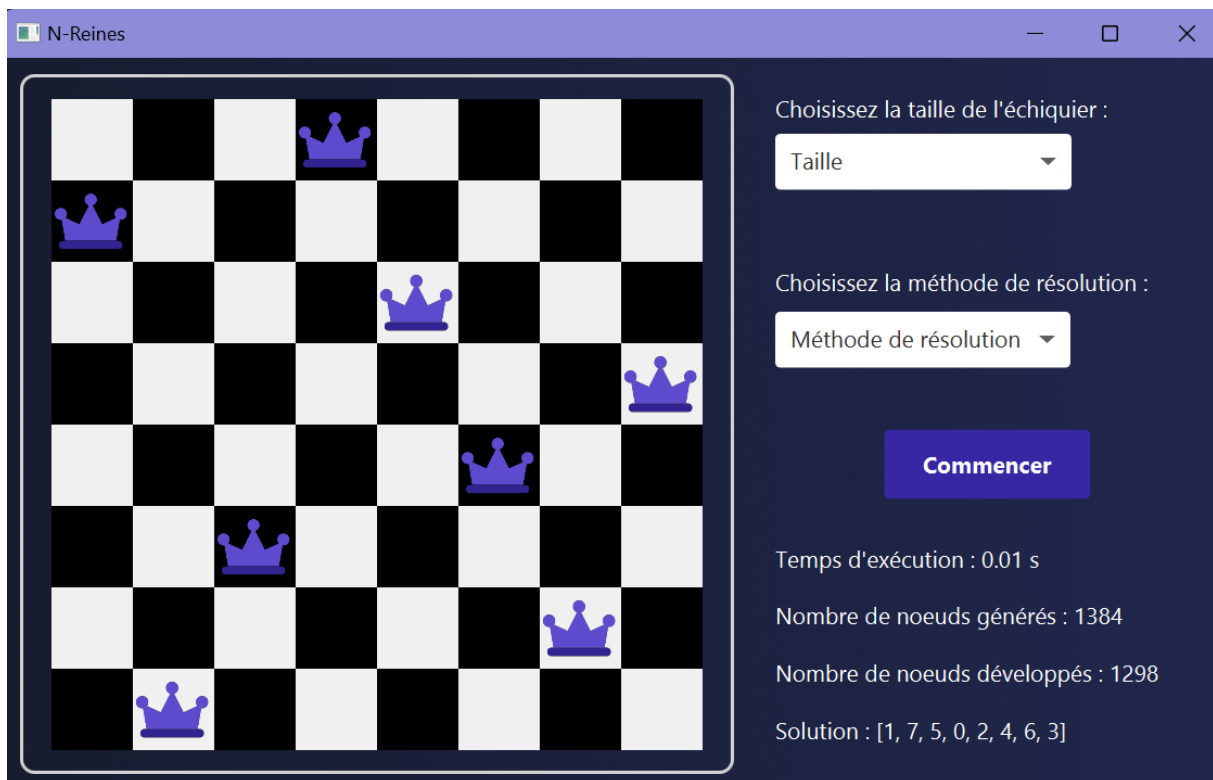 N-Reines
Choisissez la taille de l'échiquier :
Taille
Choisissez la méthode de résolution :
Méthode de résolution
Commencer
Temps d'exécution : 0.01 s
Nombre de noeuds générés : 1384
Nombre de noeuds développés : 1298
Solution : [1, 7, 5, 0, 2, 4, 6, 3]